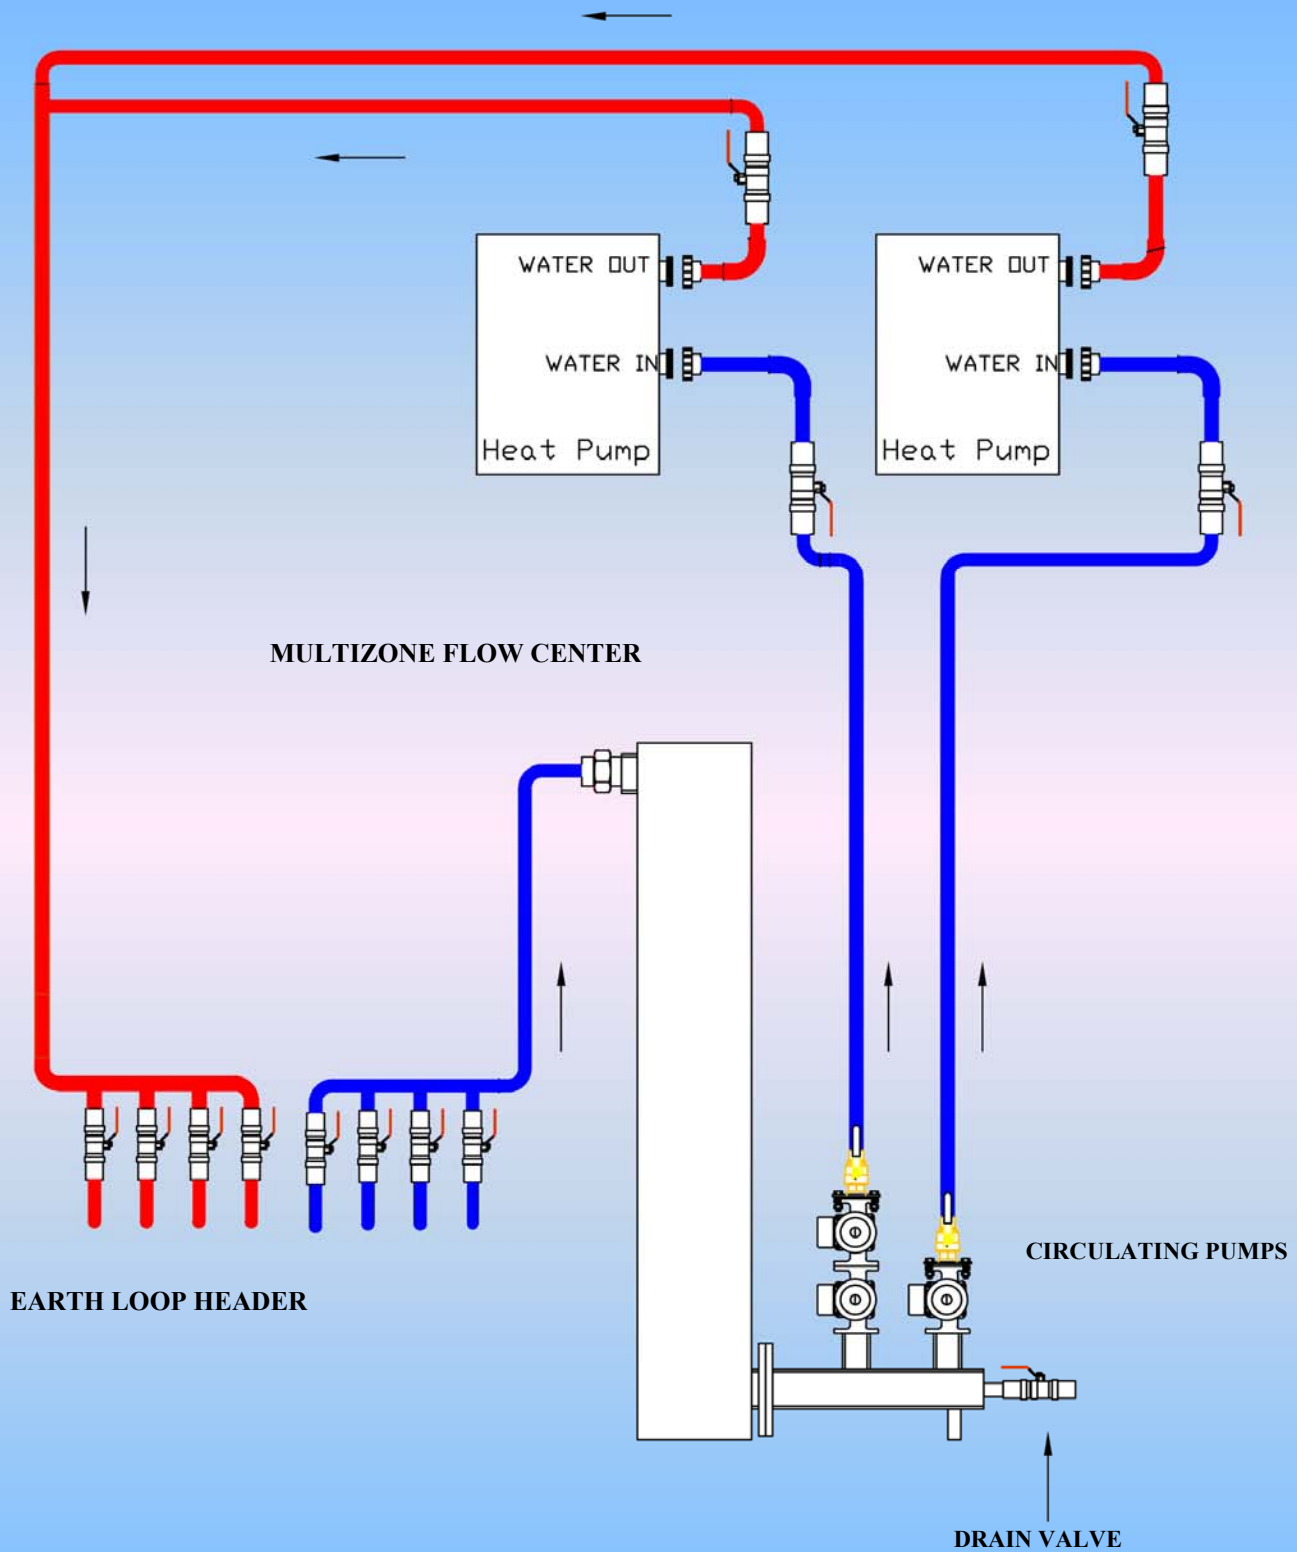 WATER OUT
WATER IN
Heat Pump
WATER OUT
WATER IN
Heat Pump
MULTIZONE FLOW CENTER
CIRCULATING PUMPS
EARTH LOOP HEADER
DRAIN VALVE